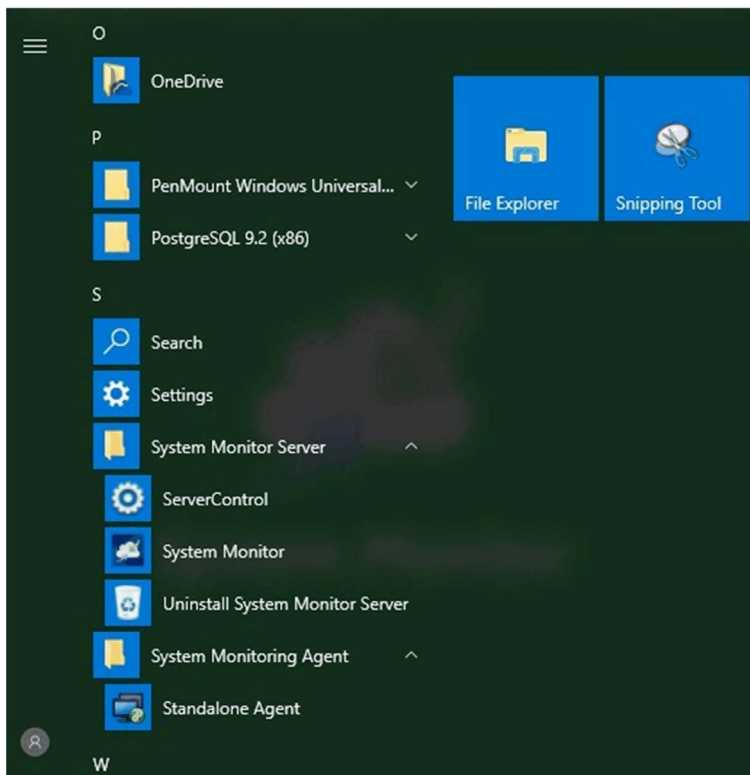 O
OneDrive
P
PenMount Windows Universal...
PostgreSQL 9.2 (x86)
S
Search
Settings
System Monitor Server
ServerControl
System Monitor
Uninstall System Monitor Server
System Monitoring Agent
Standalone Agent
W
File Explorer
Snipping Tool